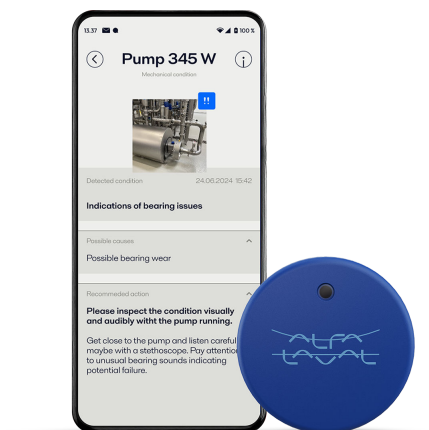 13.37
100 %
Pump 345 W
Mechanical condition
!!
Detected condition
24.06.2024 15:42
Indications of bearing issues
Possible causes
Possible bearing wear
Recommeded action
Please inspect the condition visually
and audibly witht the pump running.
Get close to the pump and listen careful
maybe with a stethoscope. Pay attention
to unusual bearing sounds indicating
potential failure.
ALFA
LAVAL